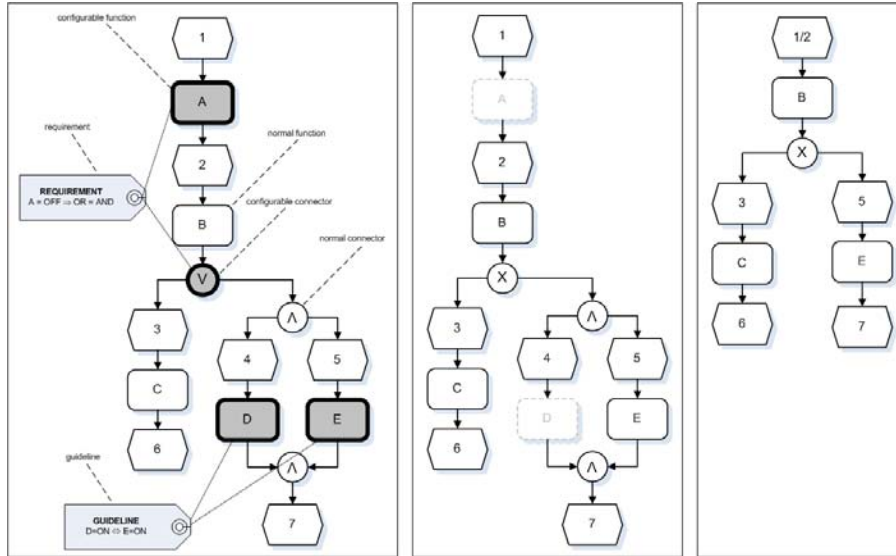 configurable function
1
A
requirement
2
normal function
REQUIREMENT
A = OFF ⇒ OR = AND
B
configurable connector
normal connector
V
Λ
3
4
5
C
D
E
6
guideline
Λ
GUIDELINE
D=ON ⇔ E=ON
7
1
A
2
B
X
Λ
3
4
5
C
D
E
6
Λ
7
1/2
B
X
3
5
C
E
6
7